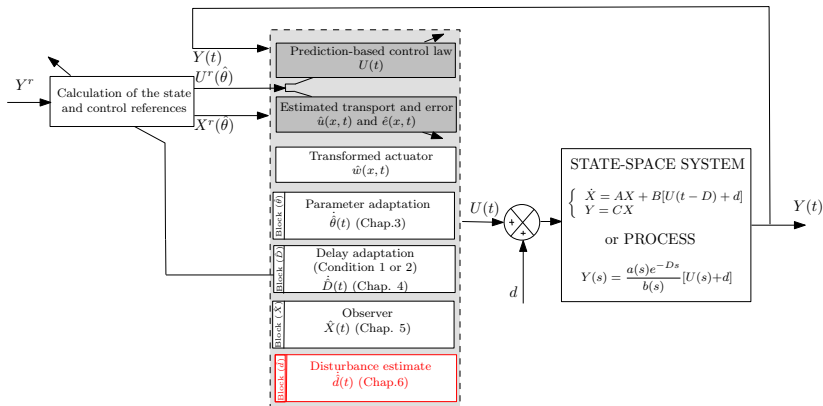 Y^r
Calculation of the state
and control references
Y(t)
U^r(θ̂)
X^r(θ̂)
Prediction-based control law
U(t)
Estimated transport and error
û(x, t) and ê(x, t)
Transformed actuator
ŵ(x, t)
Block (θ̂)
Parameter adaptation
θ̂̇(t) (Chap.3)
Block (D̂)
Delay adaptation
(Condition 1 or 2)
D̂̇(t) (Chap. 4)
Block (X̂)
Observer
X̂(t) (Chap. 5)
Block (d̂)
Disturbance estimate
d̂̇(t) (Chap.6)
U(t)
+
+
d
STATE-SPACE SYSTEM
{ Ẋ = AX + B[U(t − D) + d]
Y = CX
or PROCESS
Y(s) = a(s)e^{−Ds}/b(s) [U(s)+d]
Y(t)